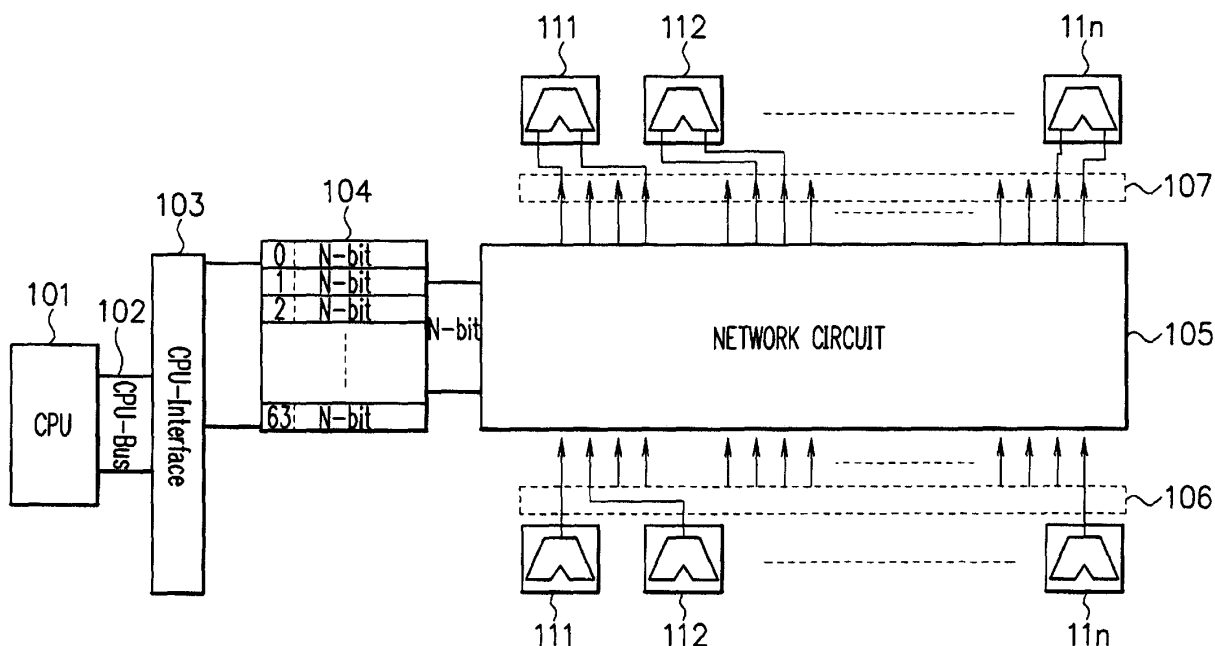 111
112
11n
107
103
104
0 N-bit
1 N-bit
2 N-bit
63 N-bit
101
102
CPU
CPU-Bus
CPU-Interface
N-bit
NETWORK CIRCUIT
105
106
111
112
11n